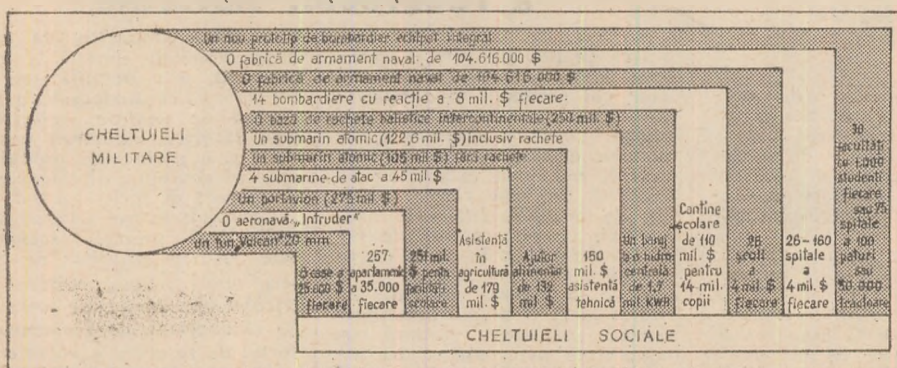 Un nou prototip de bombardier echipat integral
O fabrică de armament naval de 104.616.000 $
O fabrică de armament naval de 104.616.000 $
14 bombardiere cu reacție a 8 mil. $ fiecare
O bază de rachete balistice intercontinentale (250 mil. $)
Un submarin atomic (122,6 mil. $) inclusiv rachete
Un submarin atomic (105 mil $) fără rachete
4 submarine de atac a 45 mil. $
Un portavion (275 mil $)
O aeronavă „Intruder"
un tun „Vulcan" 20 mm
CHELTUIELI
MILITARE
case a
25.000 $
fiecare
257
apartamente
a 35.000
fiecare
251 mil.
$ pentru
școlare
Asistență
în
agricultură
de 179
mil. $
Ajutor
alimentar
de 132
mil $
150
mil. $
asistentă
tehnică
Un baraj
a o hidro-
centrală
de 1,7
mil. KWH
Cantine
școlare
de 110
mil. $
pentru
14 mil.
copii
26
școli
a
4 mil. $
fiecare
26-160
spitale
a
4 mil. $
fiecare
30
facultăți
cu 1.000
studenți
fiecare
sau 75
spitale
a 100
paturi
sau
50.000
tractoare
CHELTUIELI SOCIALE